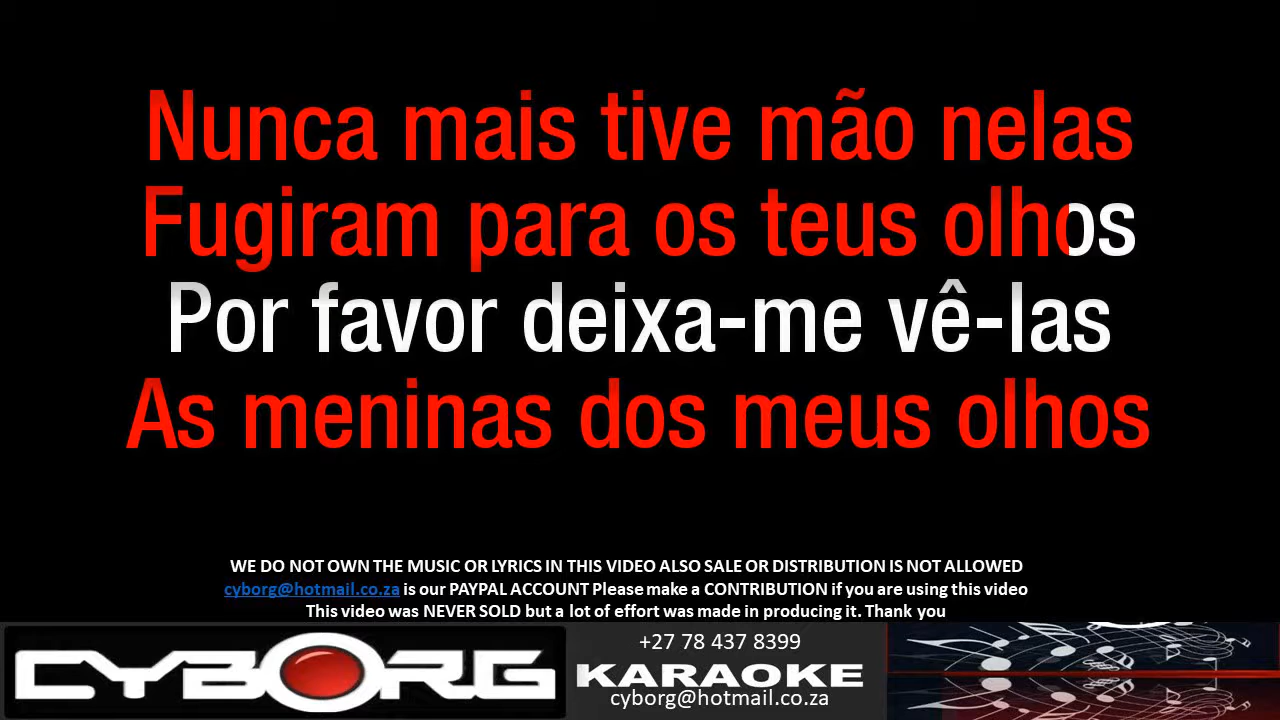 Nunca mais tive mão nelas
Fugiram para os teus olhos
Por favor deixa-me vê-las
As meninas dos meus olhos
WE DO NOT OWN THE MUSIC OR LYRICS IN THIS VIDEO ALSO SALE OR DISTRIBUTION IS NOT ALLOWED
cyborg@hotmail.co.za is our PAYPAL ACCOUNT Please make a CONTRIBUTION if you are using this video
This video was NEVER SOLD but a lot of effort was made in producing it. Thank you
CYBORG
+27 78 437 8399
KARAOKE
cyborg@hotmail.co.za